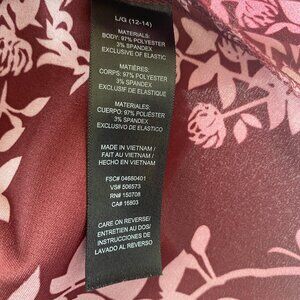 L/G (12-14)
MATERIALS:
BODY: 97% POLYESTER
3% SPANDEX
EXCLUSIVE OF ELASTIC
MATIÈRES:
CORPS: 97% POLYESTER
3% SPANDEX
EXCLUSIF DE ÉLASTIQUE
MATERIALES:
CUERPO: 97% POLIÉSTER
3% SPANDEX
EXCLUSIVO DE ELÁSTICO
MADE IN VIETNAM /
FAIT AU VIETNAM /
HECHO EN VIETNAM
FSC# 04680401
VS# 506573
RN# 150708
CA# 16803
CARE ON REVERSE/
ENTRETIEN AU DOS/
INSTRUCCIONES DE
LAVADO AL REVERSO